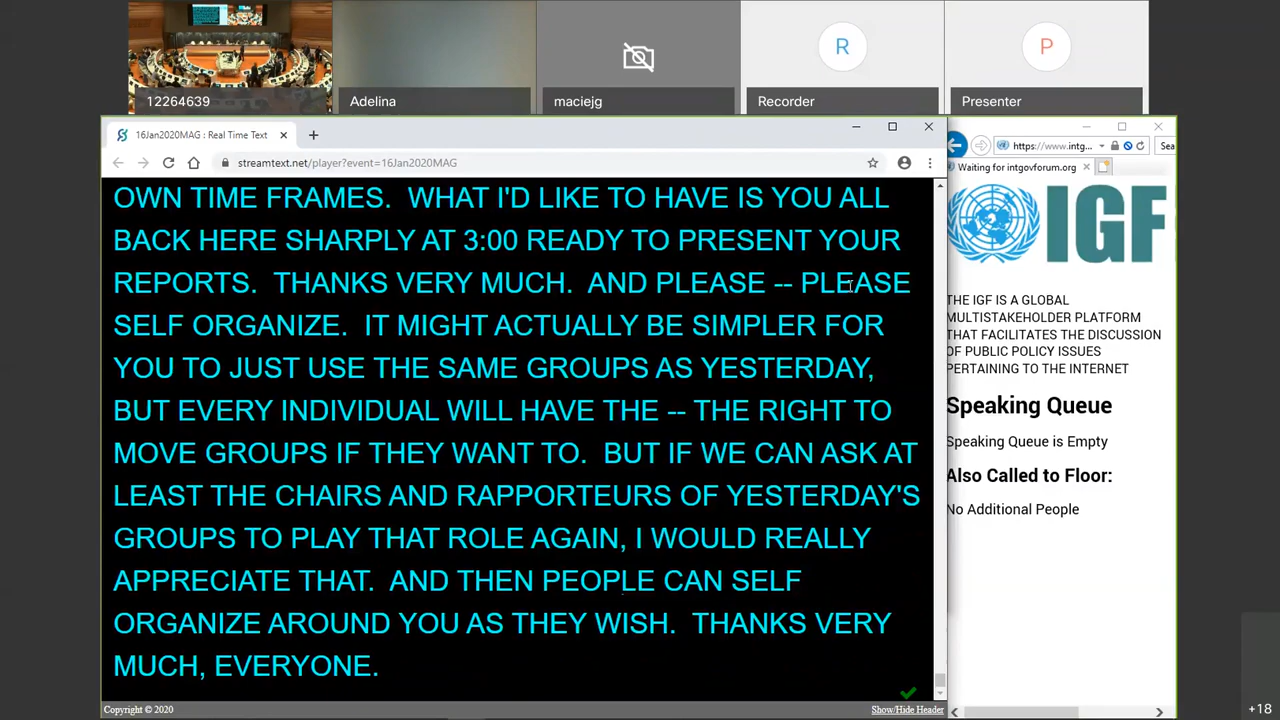 12264639
Adelina
maciejg
R
Recorder
P
Presenter
16Jan2020MAG : Real Time Text
streamtext.net/player?event=16Jan2020MAG
OWN TIME FRAMES. WHAT I'D LIKE TO HAVE IS YOU ALL
BACK HERE SHARPLY AT 3:00 READY TO PRESENT YOUR
REPORTS. THANKS VERY MUCH. AND PLEASE -- PLEASE
SELF ORGANIZE. IT MIGHT ACTUALLY BE SIMPLER FOR
YOU TO JUST USE THE SAME GROUPS AS YESTERDAY,
BUT EVERY INDIVIDUAL WILL HAVE THE -- THE RIGHT TO
MOVE GROUPS IF THEY WANT TO. BUT IF WE CAN ASK AT
LEAST THE CHAIRS AND RAPPORTEURS OF YESTERDAY'S
GROUPS TO PLAY THAT ROLE AGAIN, I WOULD REALLY
APPRECIATE THAT. AND THEN PEOPLE CAN SELF
ORGANIZE AROUND YOU AS THEY WISH. THANKS VERY
MUCH, EVERYONE.
Copyright © 2020
Show/Hide Header
https://www.intg...
Sea
Waiting for intgovforum.org
IGF
THE IGF IS A GLOBAL
MULTISTAKEHOLDER PLATFORM
THAT FACILITATES THE DISCUSSION
OF PUBLIC POLICY ISSUES
PERTAINING TO THE INTERNET
Speaking Queue
Speaking Queue is Empty
Also Called to Floor:
No Additional People
+18